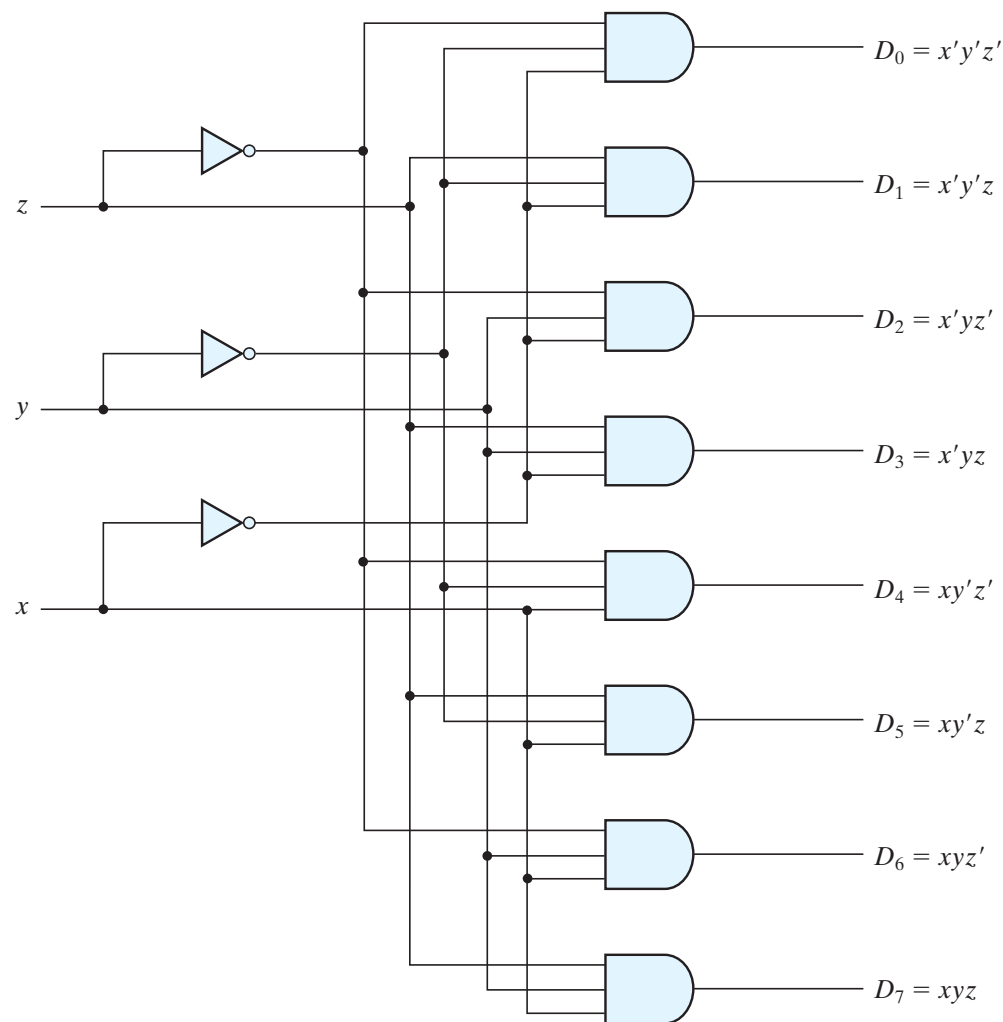 D₀ = x′y′z′
D₁ = x′y′z
z
D₂ = x′yz′
y
D₃ = x′yz
D₄ = xy′z′
x
D₅ = xy′z
D₆ = xyz′
D₇ = xyz